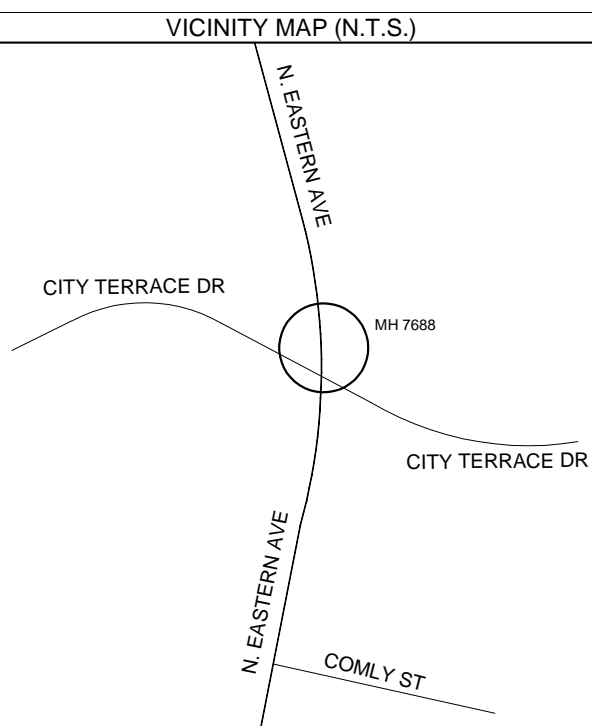 VICINITY MAP (N.T.S.)
N. EASTERN AVE
CITY TERRACE DR
MH 7688
CITY TERRACE DR
N. EASTERN AVE
COMLY ST